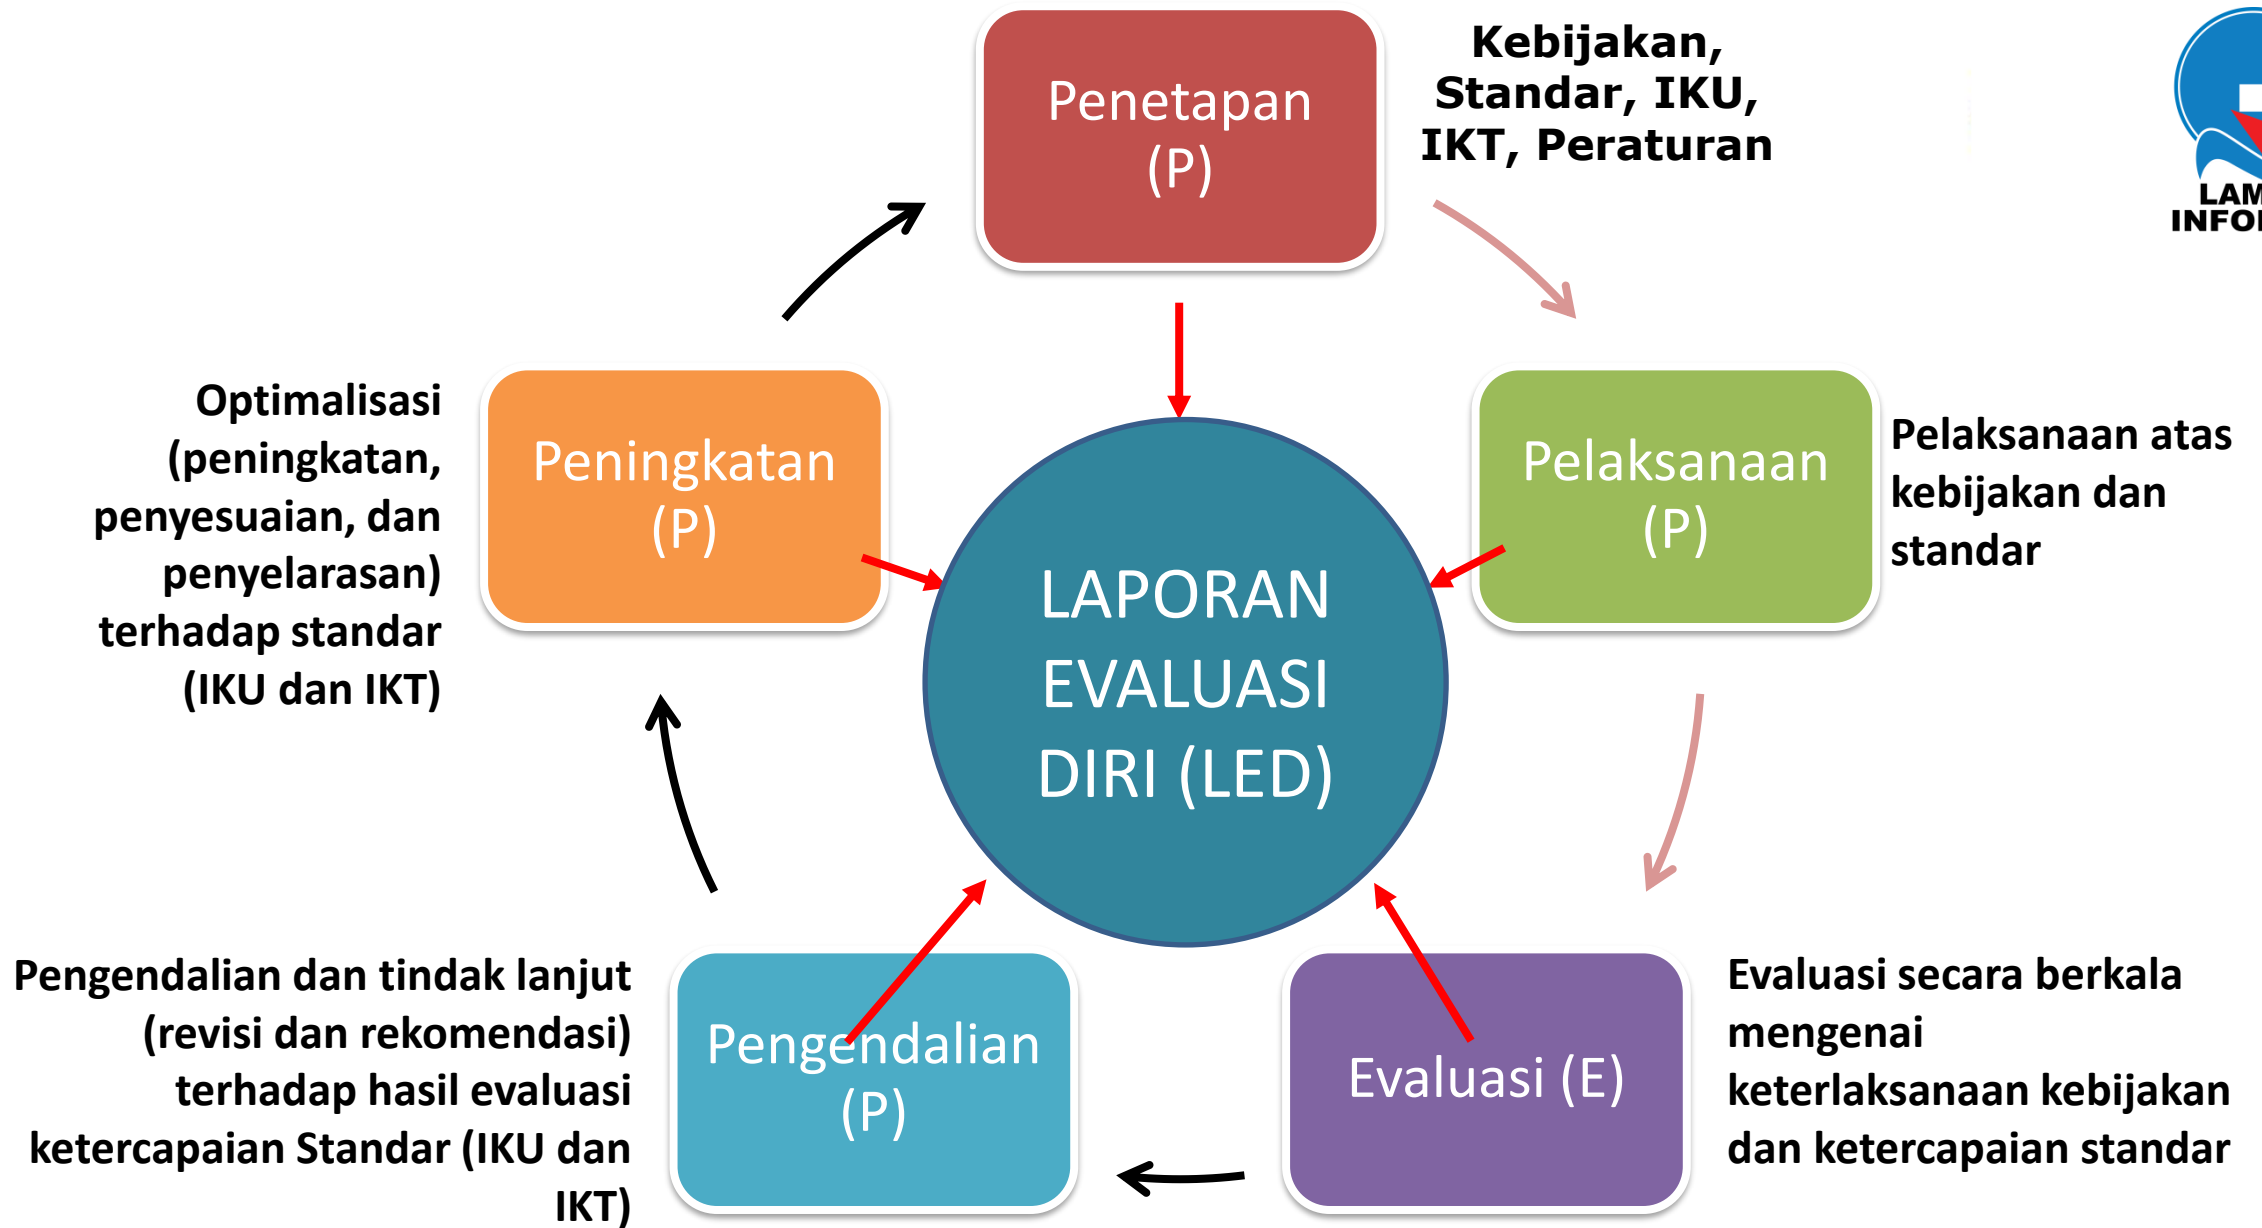 Penetapan
(P)
Kebijakan,
Standar, IKU,
IKT, Peraturan
Optimalisasi
(peningkatan,
penyesuaian, dan
penyelarasan)
terhadap standar
(IKU dan IKT)
Peningkatan
(P)
LAPORAN
EVALUASI
DIRI (LED)
Pelaksanaan
(P)
Pelaksanaan atas
kebijakan dan
standar
Pengendalian dan tindak lanjut
(revisi dan rekomendasi)
terhadap hasil evaluasi
ketercapaian Standar (IKU dan
IKT)
Pengendalian
(P)
Evaluasi (E)
Evaluasi secara berkala
mengenai
keterlaksanaan kebijakan
dan ketercapaian standar